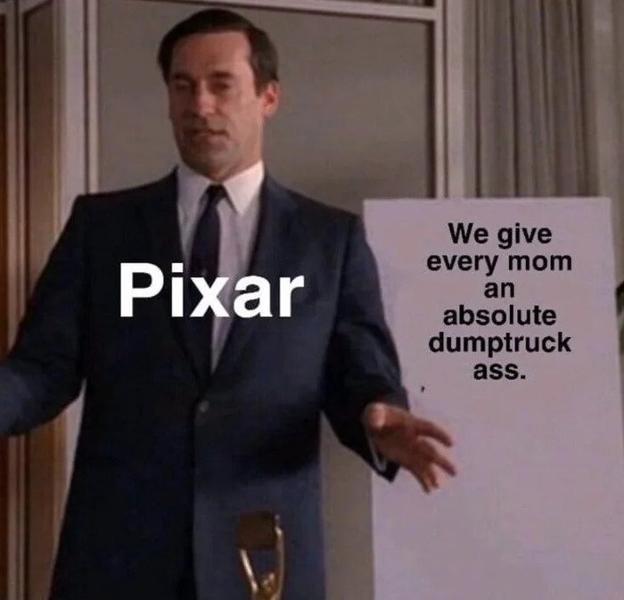 Pixar
We give
every mom
an
absolute
dumptruck
ass.